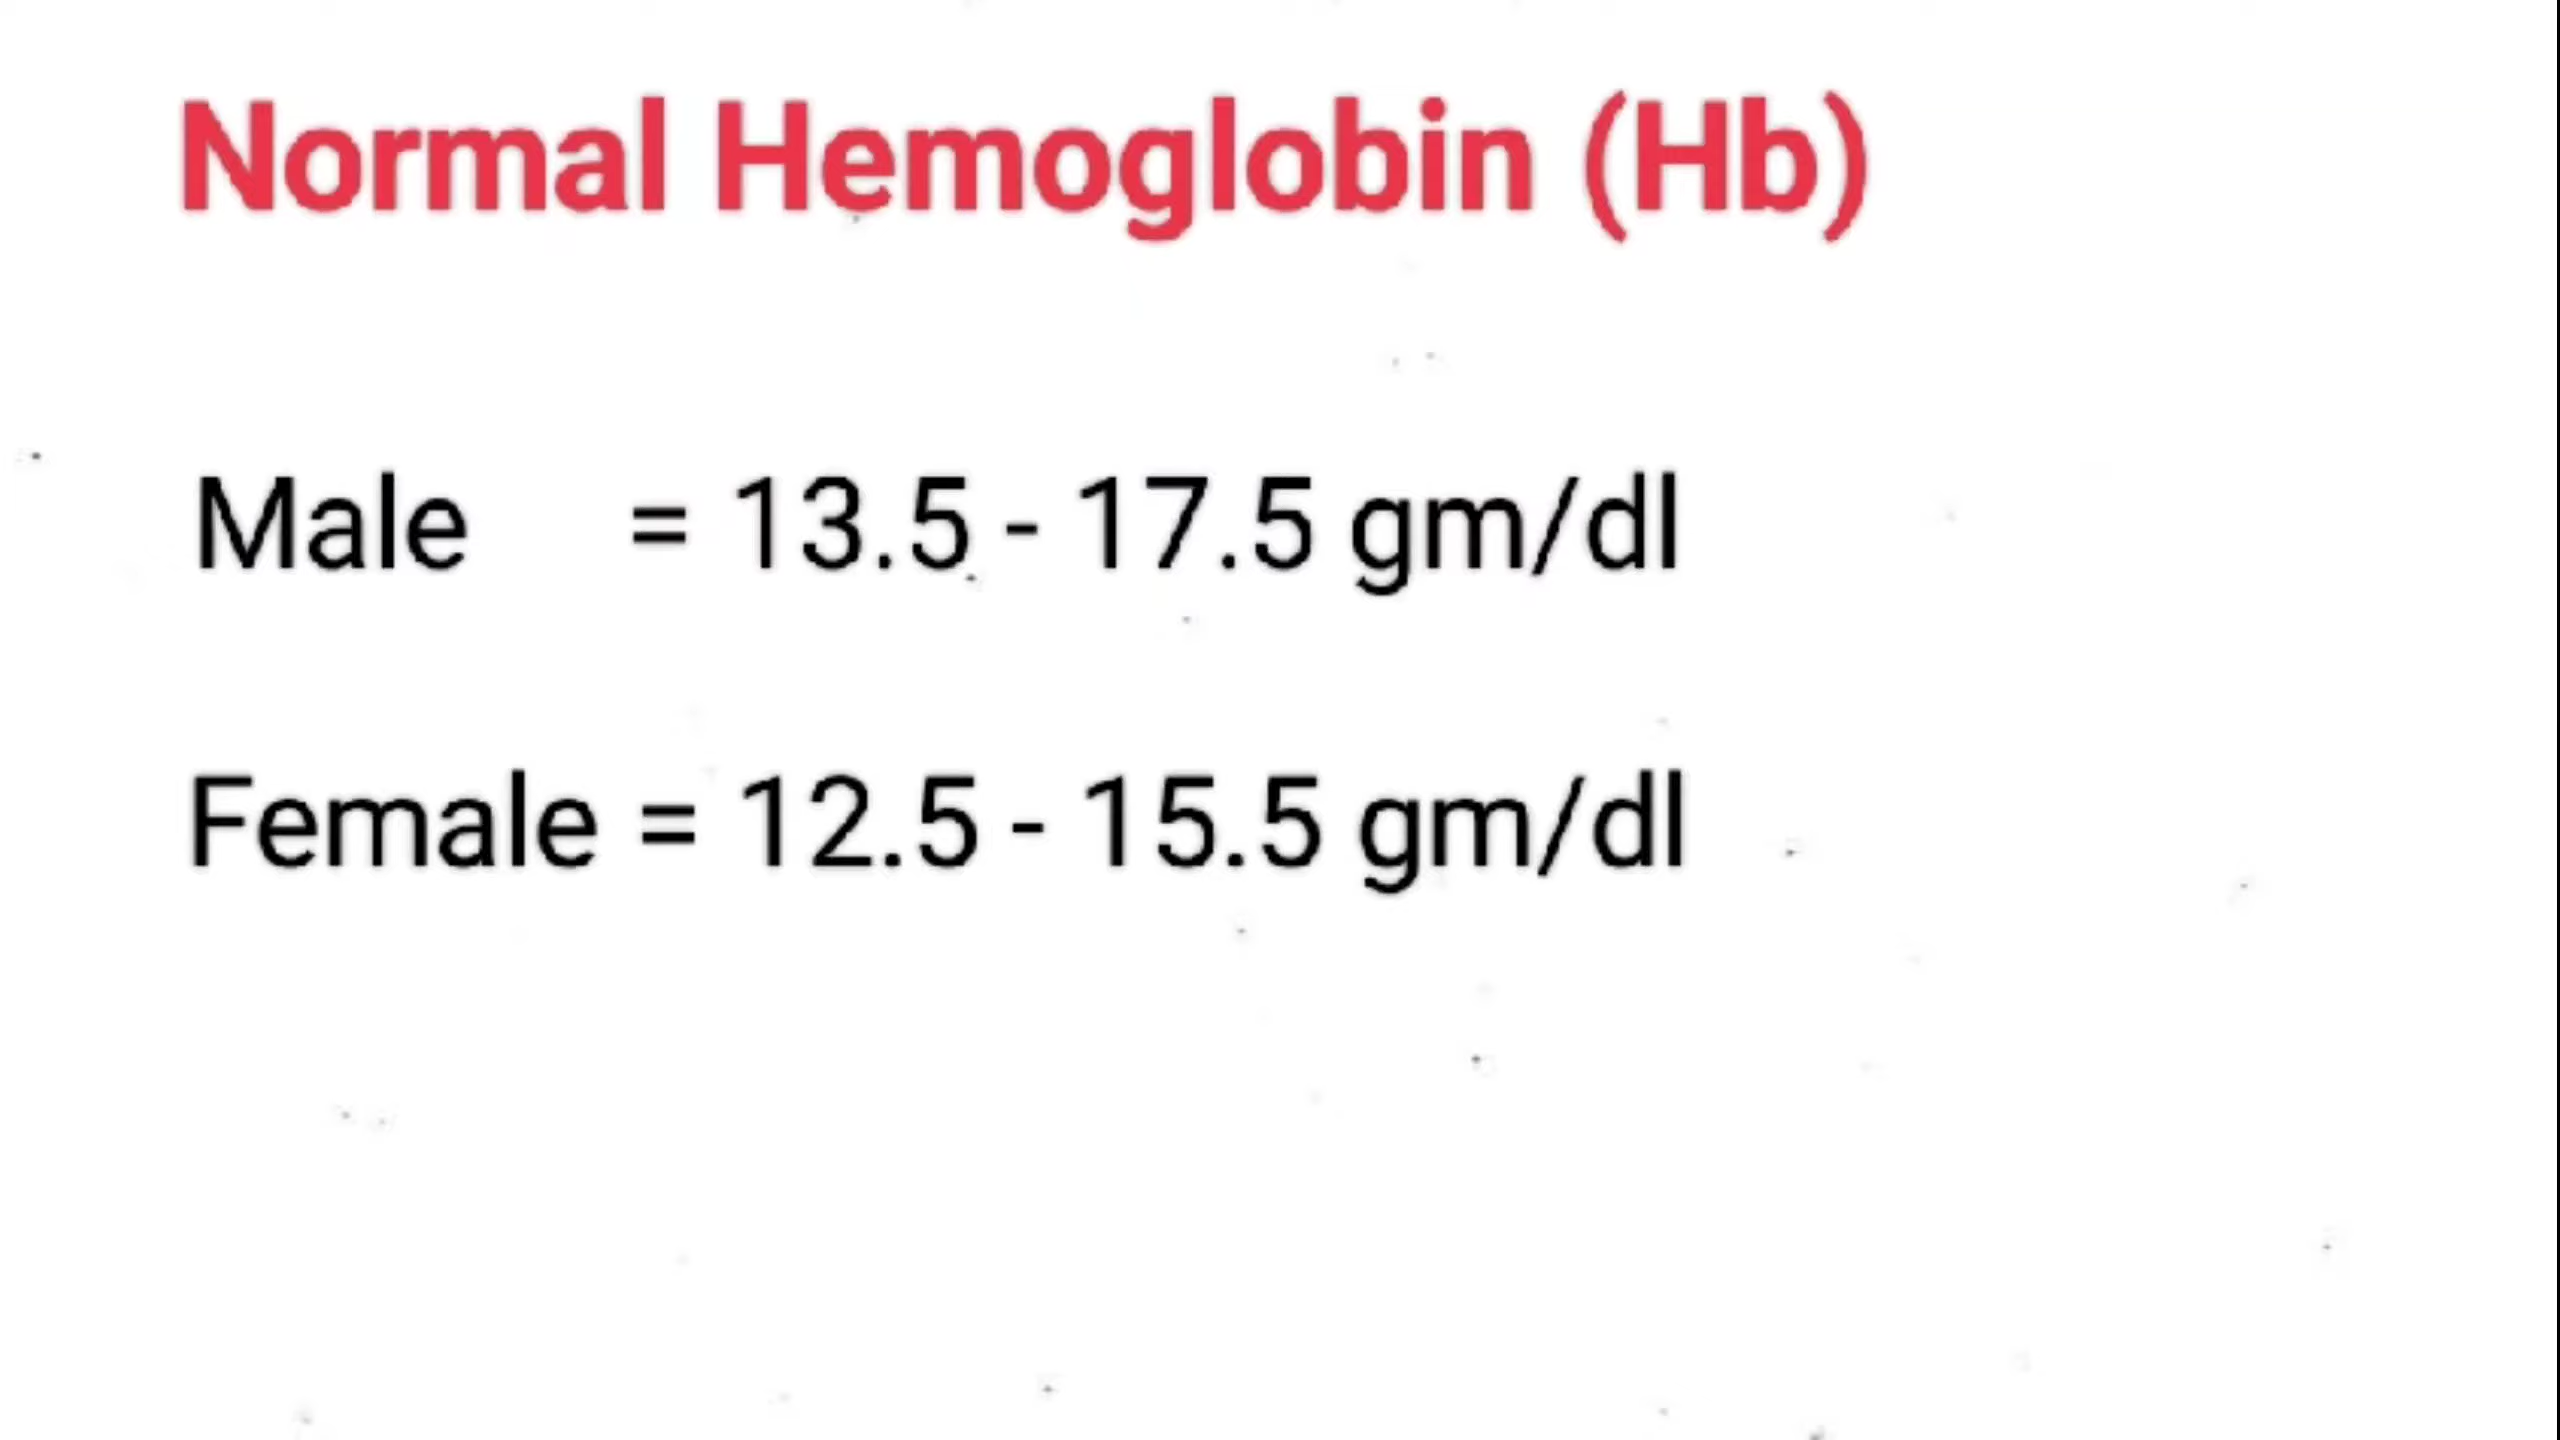 Normal Hemoglobin (Hb)
Male = 13.5 - 17.5 gm/dl
Female = 12.5 - 15.5 gm/dl